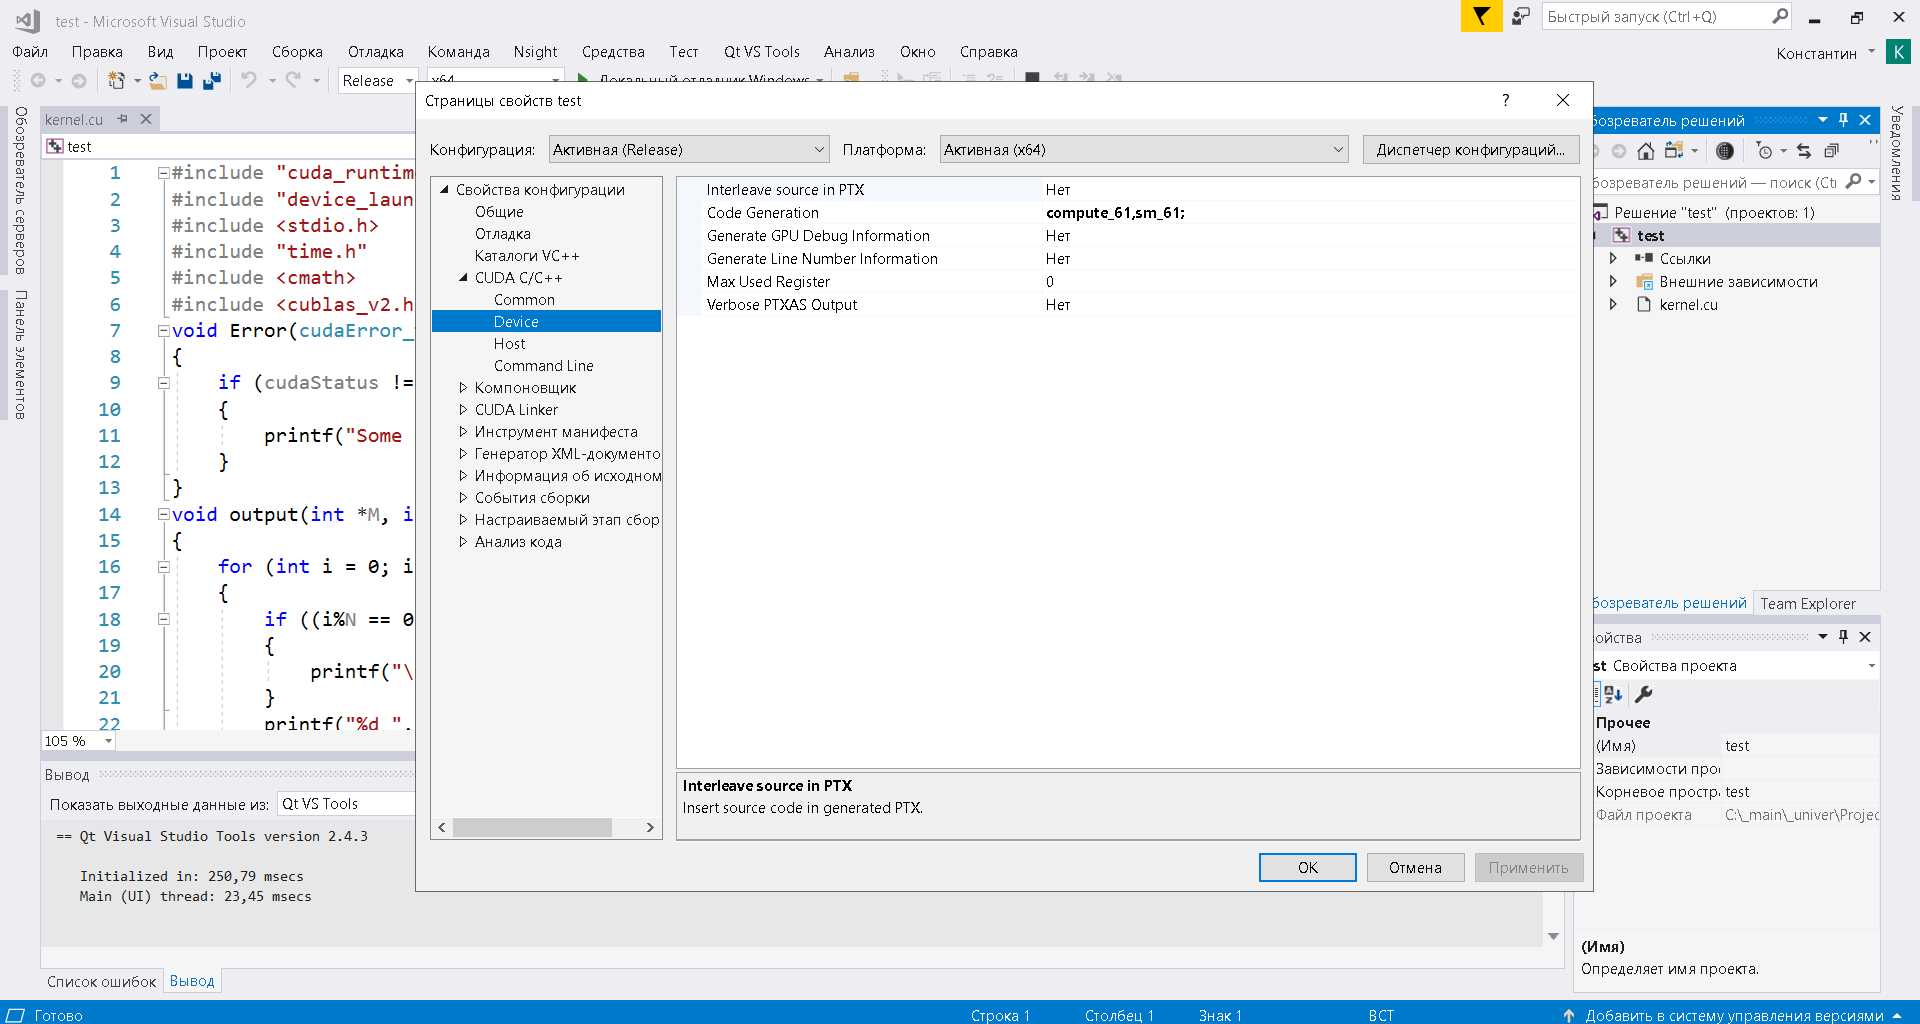 test - Microsoft Visual Studio
Быстрый запуск (Ctrl+Q)
Файл Правка Вид Проект Сборка Отладка Команда Nsight Средства Тест Qt VS Tools Анализ Окно Справка
Константин K
Release x64 Локальный отладчик Windows
Обозреватель серверов
Панель элементов
kernel.cu
test
1 #include "cuda_runtim
2 #include "device_laun
3 #include <stdio.h>
4 #include "time.h"
5 #include <cmath>
6 #include <cublas_v2.h
7 void Error(cudaError_
8 {
9 if (cudaStatus !=
10 {
11 printf("Some
12 }
13 }
14 void output(int *M, i
15 {
16 for (int i = 0; i
17 {
18 if ((i%N == 0
19 {
20 printf("\
21 }
22 printf("%d ",
105 %
Вывод
Показать выходные данные из: Qt VS Tools
== Qt Visual Studio Tools version 2.4.3
Initialized in: 250,79 msecs
Main (UI) thread: 23,45 msecs
Список ошибок Вывод
Страницы свойств test
?
Конфигурация: Активная (Release) Платформа: Активная (x64) Диспетчер конфигураций...
Свойства конфигурации
Общие
Отладка
Каталоги VC++
CUDA C/C++
Common
Device
Host
Command Line
Компоновщик
CUDA Linker
Инструмент манифеста
Генератор XML-документо
Информация об исходном
События сборки
Настраиваемый этап сбор
Анализ кода
Interleave source in PTX Нет
Code Generation compute_61,sm_61;
Generate GPU Debug Information Нет
Generate Line Number Information Нет
Max Used Register 0
Verbose PTXAS Output Нет
Interleave source in PTX
Insert source code in generated PTX.
OK Отмена Применить
бозреватель решений
бозреватель решений — поиск (Ctr
Решение "test" (проектов: 1)
test
Ссылки
Внешние зависимости
kernel.cu
бозреватель решений Team Explorer
ойства
st Свойства проекта
Прочее
(Имя) test
Зависимости прое
Корневое простра test
Файл проекта C:\_main\_univer\Projec
(Имя)
Определяет имя проекта.
Уведомления
Готово Строка 1 Столбец 1 Знак 1 ВСТ Добавить в систему управления версиями